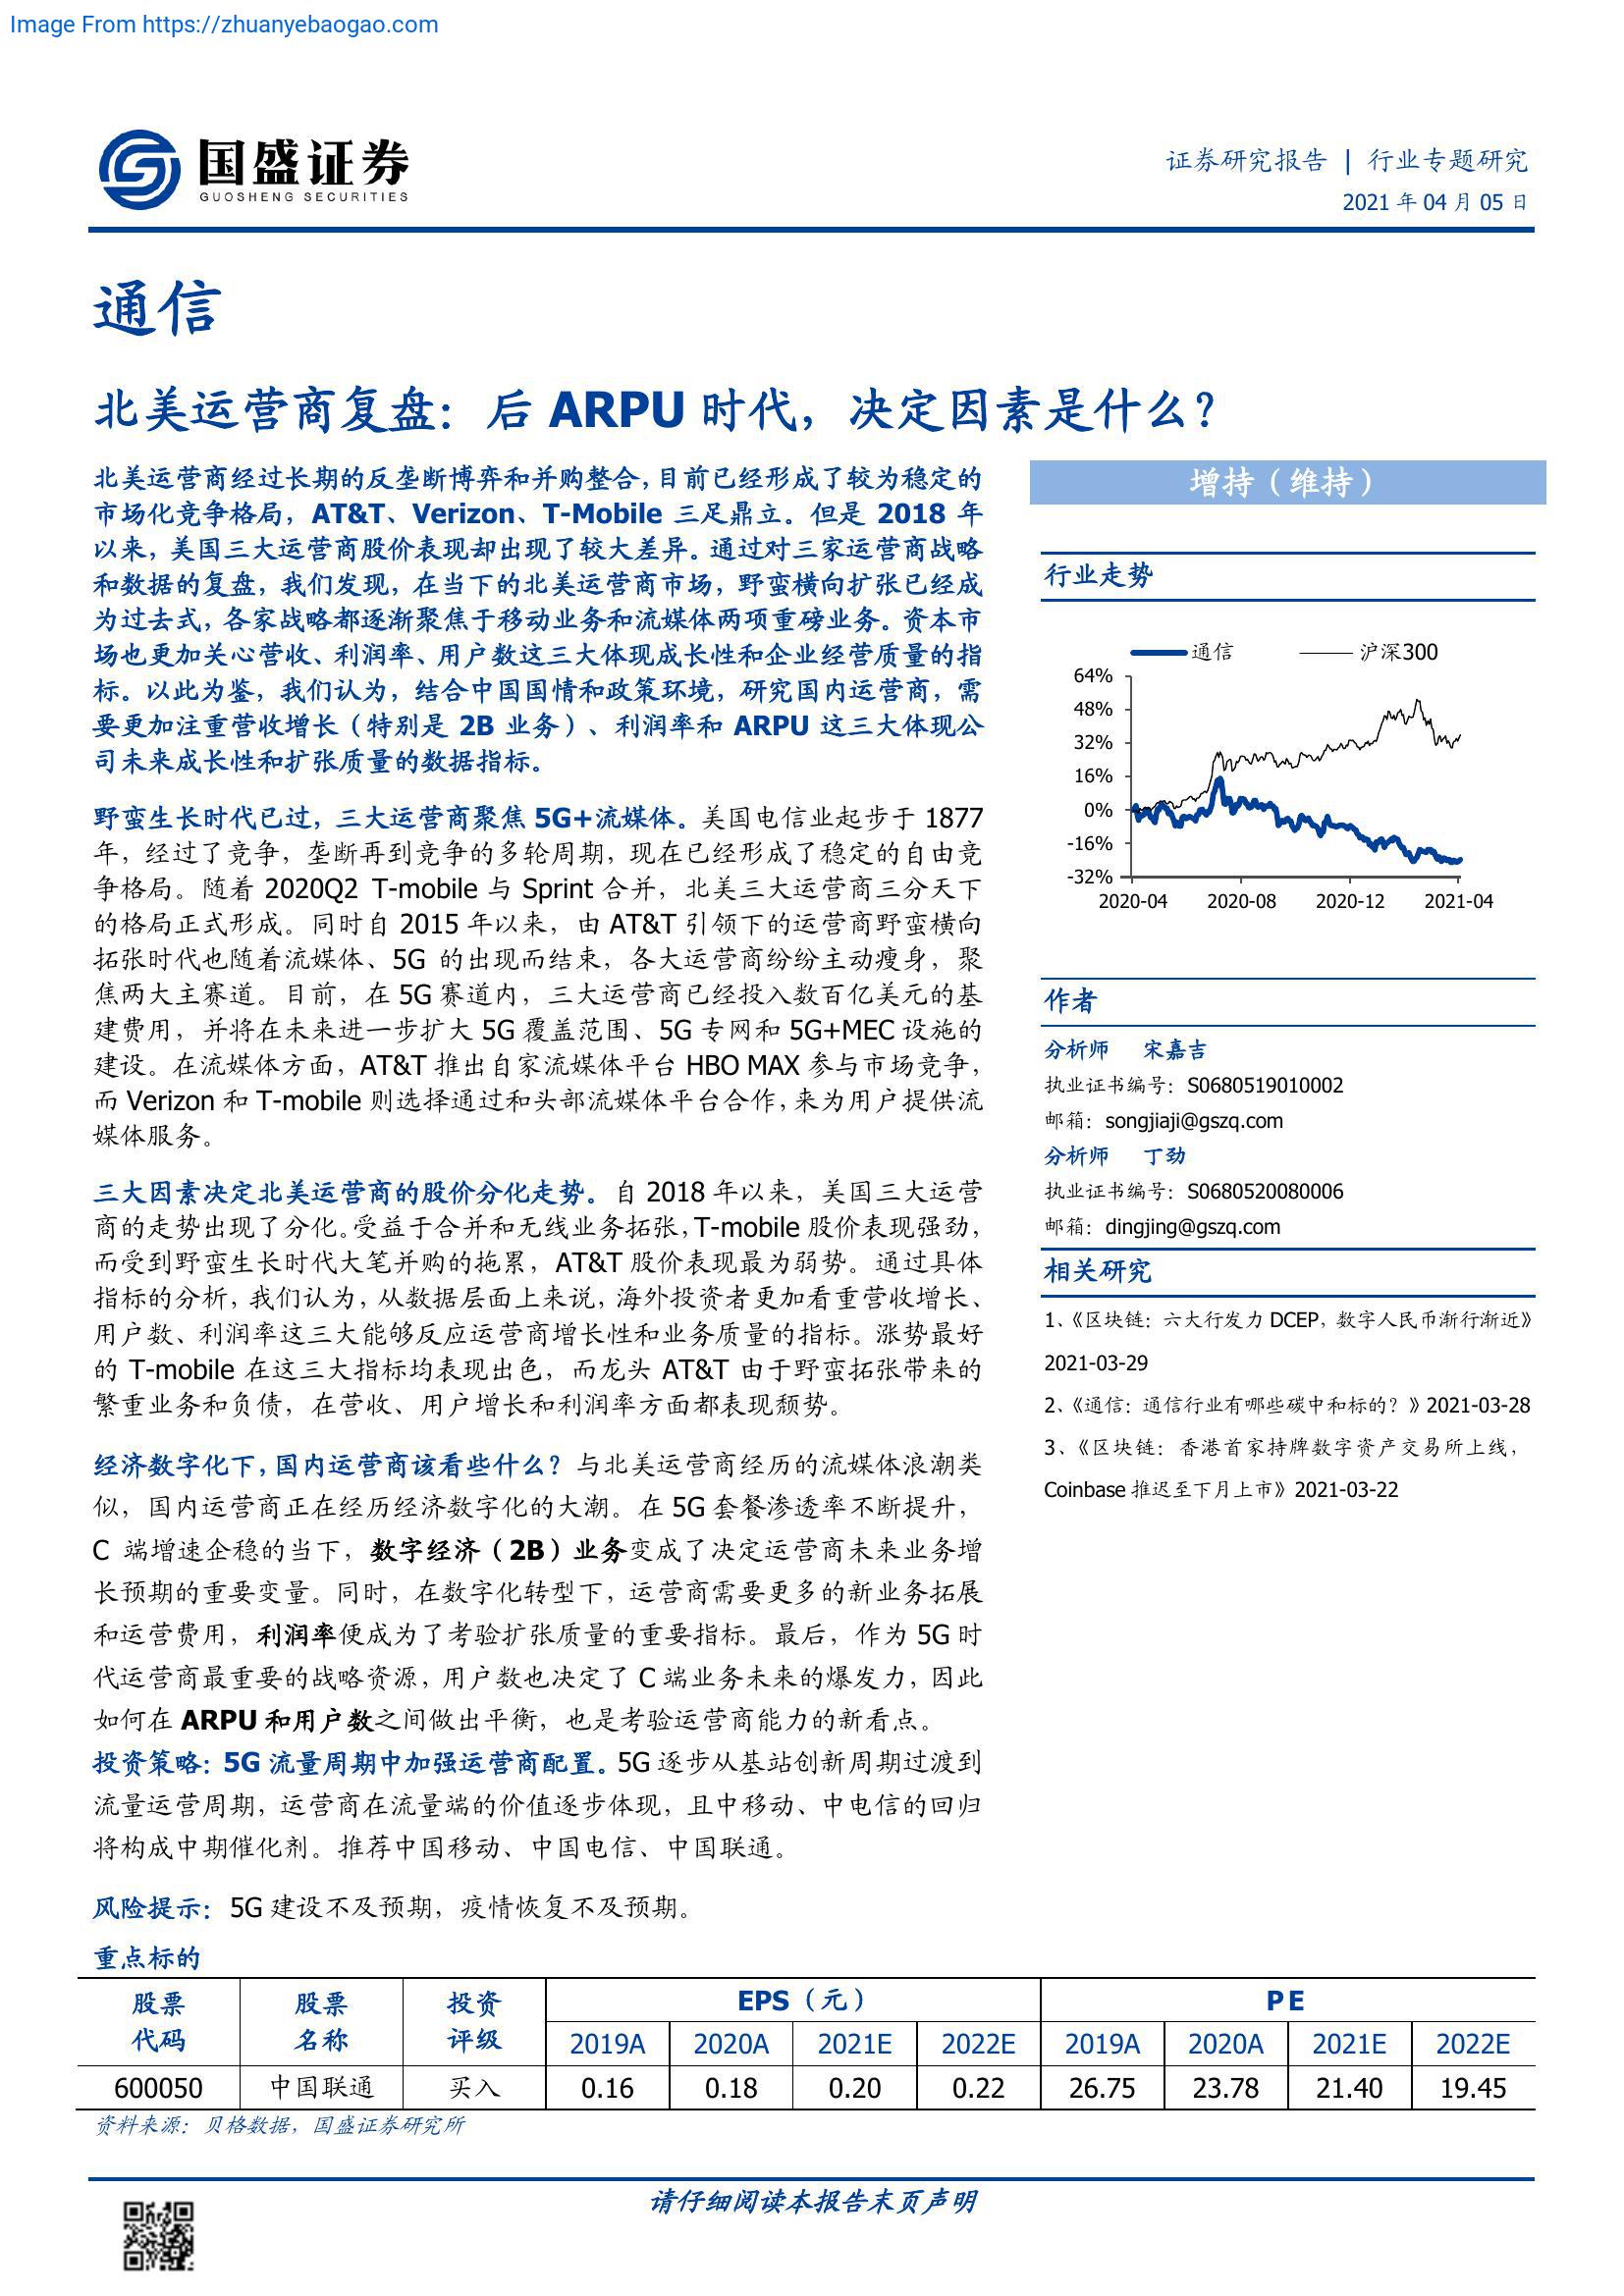 Image From https://zhuanyebaogao.com
国盛证券
GUOSHENG SECURITIES
证券研究报告 | 行业专题研究
2021 年 04 月 05 日
通信
北美运营商复盘：后 ARPU 时代，决定因素是什么？
北美运营商经过长期的反垄断博弈和并购整合，目前已经形成了较为稳定的
市场化竞争格局，AT&T、Verizon、T-Mobile 三足鼎立。但是 2018 年
以来，美国三大运营商股价表现却出现了较大差异。通过对三家运营商战略
和数据的复盘，我们发现，在当下的北美运营商市场，野蛮横向扩张已经成
为过去式，各家战略都逐渐聚焦于移动业务和流媒体两项重磅业务。资本市
场也更加关心营收、利润率、用户数这三大体现成长性和企业经营质量的指
标。以此为鉴，我们认为，结合中国国情和政策环境，研究国内运营商，需
要更加注重营收增长（特别是 2B 业务）、利润率和 ARPU 这三大体现公
司未来成长性和扩张质量的数据指标。
野蛮生长时代已过，三大运营商聚焦 5G+流媒体。美国电信业起步于 1877
年，经过了竞争，垄断再到竞争的多轮周期，现在已经形成了稳定的自由竞
争格局。随着 2020Q2 T-mobile 与 Sprint 合并，北美三大运营商三分天下
的格局正式形成。同时自 2015 年以来，由 AT&T 引领下的运营商野蛮横向
拓张时代也随着流媒体、5G 的出现而结束，各大运营商纷纷主动瘦身，聚
焦两大主赛道。目前，在 5G 赛道内，三大运营商已经投入数百亿美元的基
建费用，并将在未来进一步扩大 5G 覆盖范围、5G 专网和 5G+MEC 设施的
建设。在流媒体方面，AT&T 推出自家流媒体平台 HBO MAX 参与市场竞争，
而 Verizon 和 T-mobile 则选择通过和头部流媒体平台合作，来为用户提供流
媒体服务。
三大因素决定北美运营商的股价分化走势。自 2018 年以来，美国三大运营
商的走势出现了分化。受益于合并和无线业务拓张，T-mobile 股价表现强劲，
而受到野蛮生长时代大笔并购的拖累，AT&T 股价表现最为弱势。通过具体
指标的分析，我们认为，从数据层面上来说，海外投资者更加看重营收增长、
用户数、利润率这三大能够反应运营商增长性和业务质量的指标。涨势最好
的 T-mobile 在这三大指标均表现出色，而龙头 AT&T 由于野蛮拓张带来的
繁重业务和负债，在营收、用户增长和利润率方面都表现颓势。
经济数字化下，国内运营商该看些什么？与北美运营商经历的流媒体浪潮类
似，国内运营商正在经历经济数字化的大潮。在 5G 套餐渗透率不断提升，
C 端增速企稳的当下，数字经济（2B）业务变成了决定运营商未来业务增
长预期的重要变量。同时，在数字化转型下，运营商需要更多的新业务拓展
和运营费用，利润率便成为了考验扩张质量的重要指标。最后，作为 5G 时
代运营商最重要的战略资源，用户数也决定了 C 端业务未来的爆发力，因此
如何在 ARPU 和用户数之间做出平衡，也是考验运营商能力的新看点。
投资策略：5G 流量周期中加强运营商配置。5G 逐步从基站创新周期过渡到
流量运营周期，运营商在流量端的价值逐步体现，且中移动、中电信的回归
将构成中期催化剂。推荐中国移动、中国电信、中国联通。
风险提示：5G 建设不及预期，疫情恢复不及预期。
增持（维持）
行业走势
通信 沪深300
64%
48%
32%
16%
0%
-16%
-32%
2020-04 2020-08 2020-12 2021-04
作者
分析师 宋嘉吉
执业证书编号：S0680519010002
邮箱：songjiaji@gszq.com
分析师 丁劲
执业证书编号：S0680520080006
邮箱：dingjing@gszq.com
相关研究
1、《区块链：六大行发力 DCEP，数字人民币渐行渐近》
2021-03-29
2、《通信：通信行业有哪些碳中和标的？》2021-03-28
3、《区块链：香港首家持牌数字资产交易所上线，
Coinbase 推迟至下月上市》2021-03-22
重点标的
股票 股票 投资 EPS（元） P E
代码 名称 评级 2019A 2020A 2021E 2022E 2019A 2020A 2021E 2022E
600050 中国联通 买入 0.16 0.18 0.20 0.22 26.75 23.78 21.40 19.45
资料来源：贝格数据，国盛证券研究所
请仔细阅读本报告末页声明